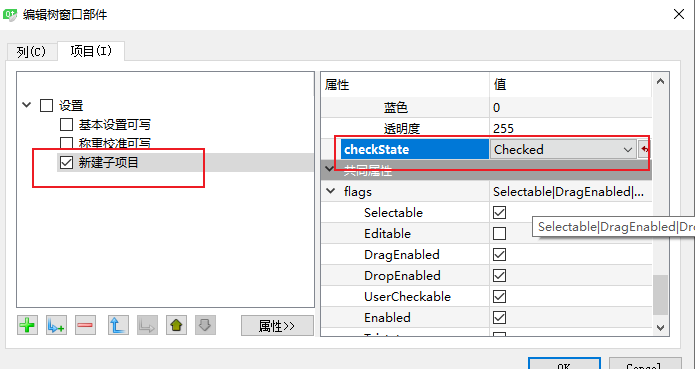 编辑树窗口部件
列(C)
项目(I)
设置
基本设置可写
称重校准可写
新建子项目
属性>>
属性 值
蓝色 0
透明度 255
checkState Checked
共同属性
flags Selectable|DragEnabled|...
Selectable
Selectable|DragEnabled|Dro
Editable
DragEnabled
DropEnabled
UserCheckable
Enabled
OK
Cancel